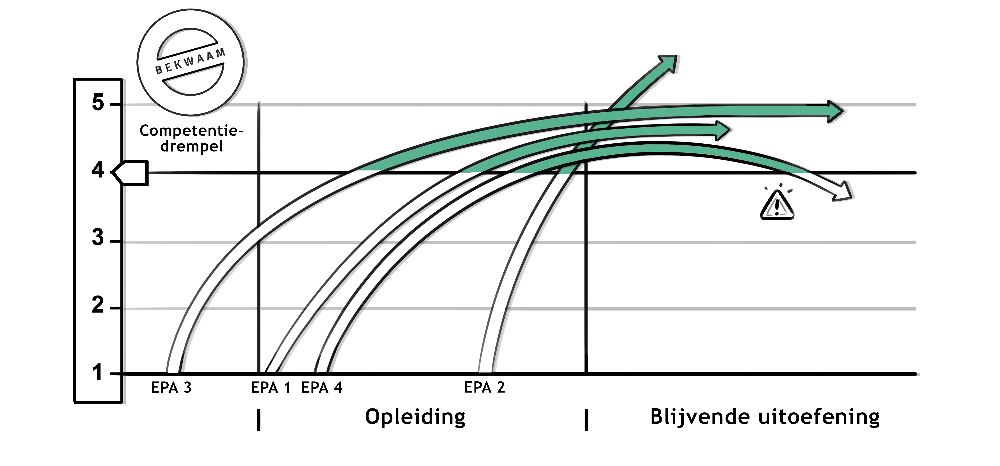 BEKWAAM
Competentie-
drempel
5
4
3
2
1
EPA 3
EPA 1
EPA 4
EPA 2
Opleiding
Blijvende uitoefening